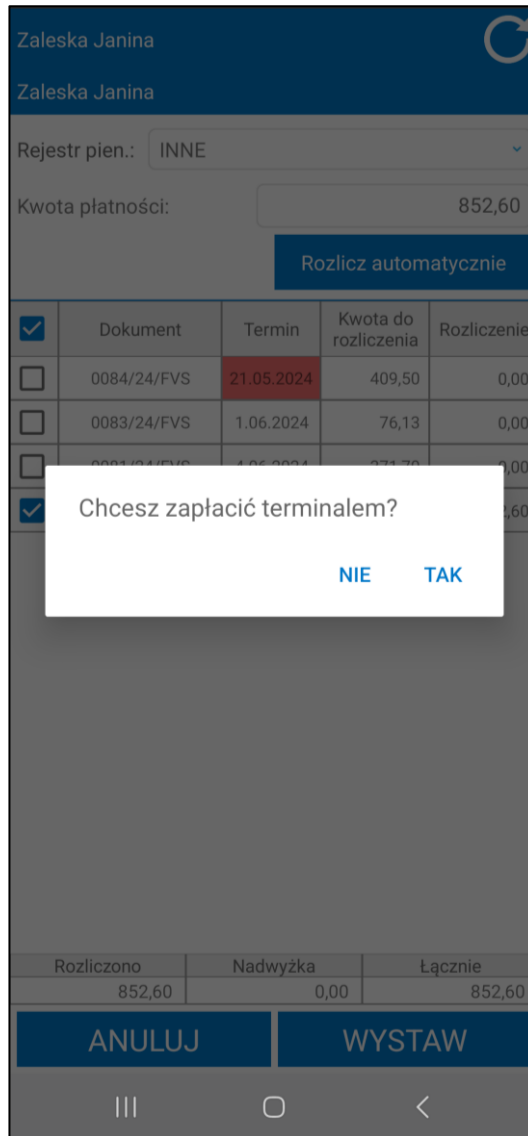 Zaleska Janina
Zaleska Janina
Rejestr pien.: INNE
Kwota płatności: 852,60
Rozlicz automatycznie
Dokument Termin Kwota do rozliczenia Rozliczenie
0084/24/FVS 21.05.2024 409,50 0,00
0083/24/FVS 1.06.2024 76,13 0,00
Chcesz zapłacić terminalem?
NIE TAK
Rozliczono Nadwyżka Łącznie
852,60 0,00 852,60
ANULUJ WYSTAW